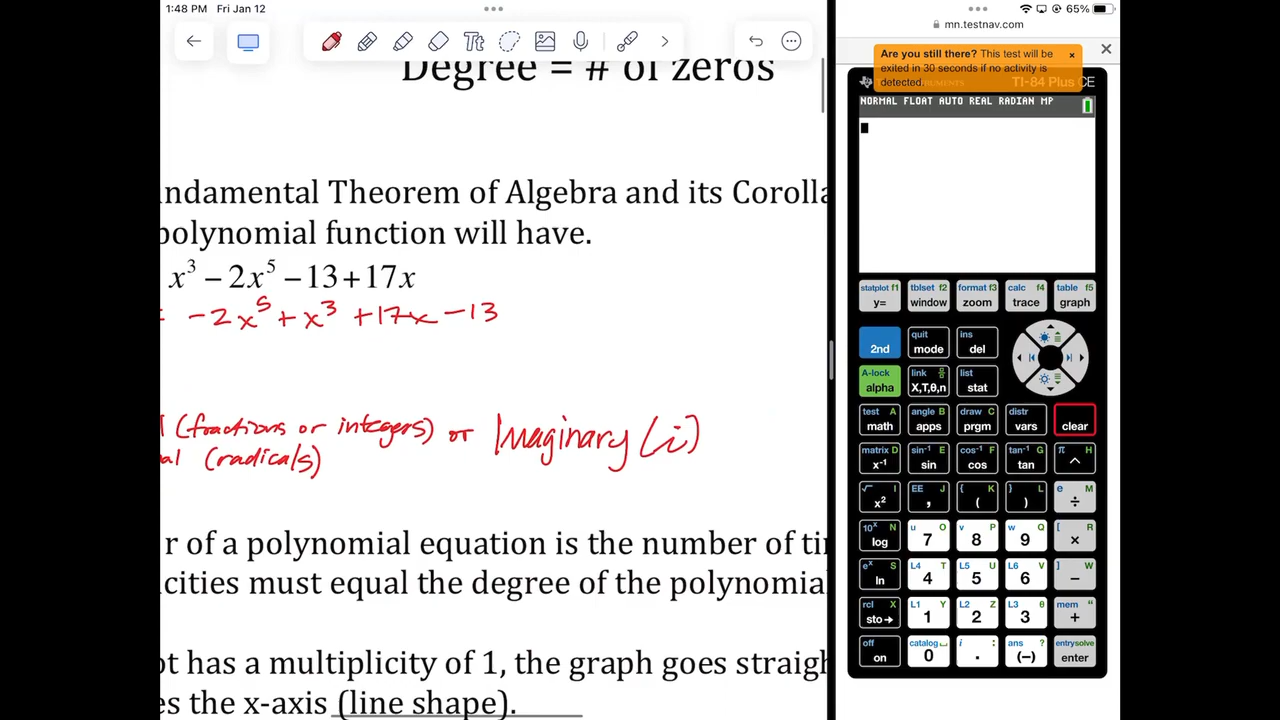 1:48 PM Fri Jan 12
65%
mn.testnav.com
Degree = # of zeros
ndamental Theorem of Algebra and its Corolla
polynomial function will have.
x³ − 2x⁵ − 13 + 17x
= −2x⁵ + x³ + 17x − 13
(fractions or integers) or Imaginary (i)
al (radicals)
r of a polynomial equation is the number of tim
cities must equal the degree of the polynomial
ot has a multiplicity of 1, the graph goes straigh
es the x-axis (line shape).
Are you still there? This test will be
exited in 30 seconds if no activity is
detected.
TI-84 Plus CE
NORMAL FLOAT AUTO REAL RADIAN MP
statplot f1 tblset f2 format f3 calc f4 table f5
y= window zoom trace graph
quit ins
2nd mode del
A-lock link list
alpha X,T,θ,n stat
test A angle B draw C distr
math apps prgm vars clear
matrix D sin⁻¹ E cos⁻¹ F tan⁻¹ G π H
x⁻¹ sin cos tan ^
√ I EE J { K } L e M
x² , ( ) ÷
10ˣ N u O v P w Q [ R
log 7 8 9 ×
eˣ S L4 T L5 U L6 V ] W
ln 4 5 6 −
rcl X L1 Y L2 Z L3 θ mem "
sto→ 1 2 3 +
off catalog i : ans ? entry solve
on 0 . (−) enter